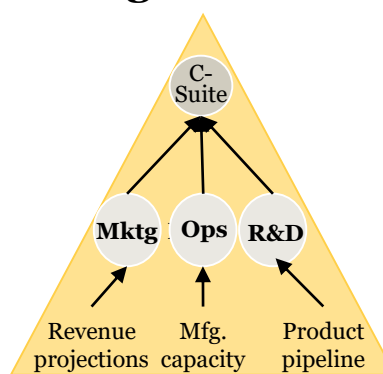 C-
Suite
Mktg
Ops
R&D
Revenue
projections
Mfg.
capacity
Product
pipeline